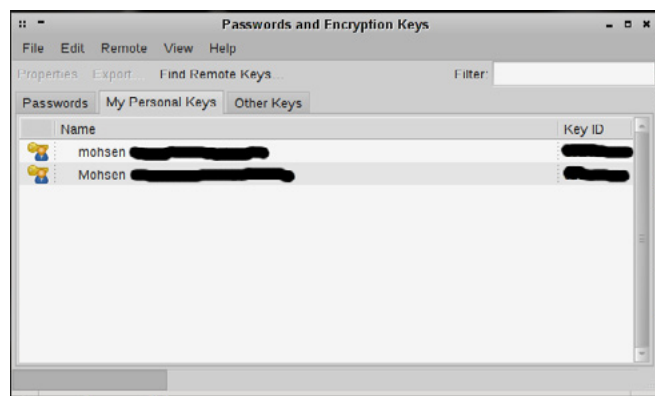 Passwords and Encryption Keys
File Edit Remote View Help
Properties Export... Find Remote Keys... Filter:
Passwords My Personal Keys Other Keys
Name Key ID
mohsen
Mohsen